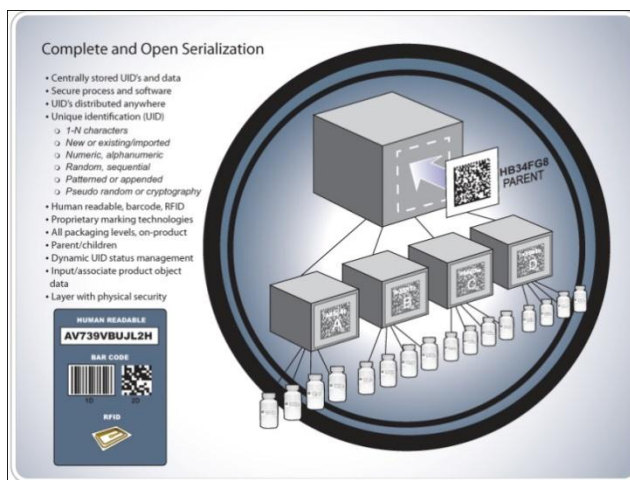 Complete and Open Serialization
• Centrally stored UID's and data
• Secure process and software
• UID's distributed anywhere
• Unique identification (UID)
o 1-N characters
o New or existing/imported
o Numeric, alphanumeric
o Random, sequential
o Patterned or appended
o Pseudo random or cryptography
• Human readable, barcode, RFID
• Proprietary marking technologies
• All packaging levels, on-product
• Parent/children
• Dynamic UID status management
• Input/associate product object
data
• Layer with physical security
HUMAN READABLE
AV739VBUJL2H
BAR CODE
1D 2D
RFID
HB34FG8
PARENT
A
B
C
D